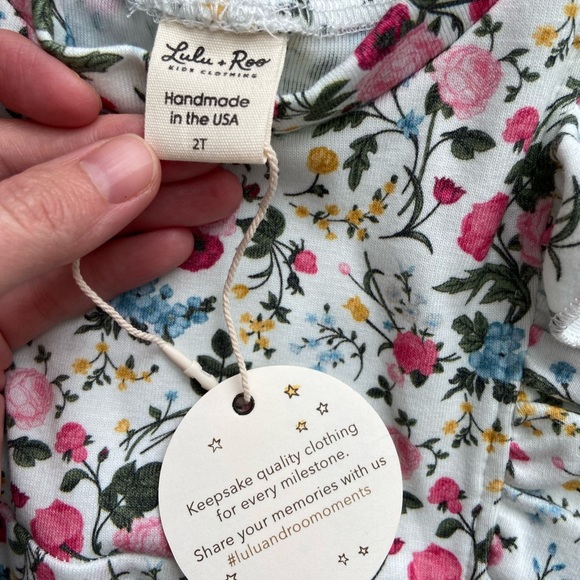 Lulu + Roo
KIDS CLOTHING
Handmade
in the USA
2T
Keepsake quality clothing
for every milestone.
Share your memories with us
#luluandroomoments